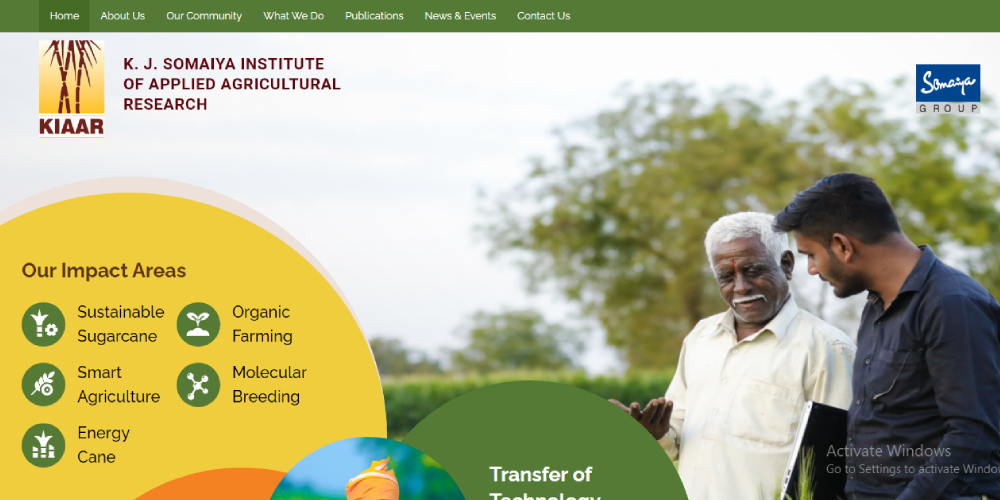 Home About Us Our Community What We Do Publications News & Events Contact Us
K. J. SOMAIYA INSTITUTE
OF APPLIED AGRICULTURAL
RESEARCH
KIAAR
Somaiya
GROUP
Our Impact Areas
Sustainable
Sugarcane
Organic
Farming
Smart
Agriculture
Molecular
Breeding
Energy
Cane
Transfer of
Technology
Activate Windows
Go to Settings to activate Windo